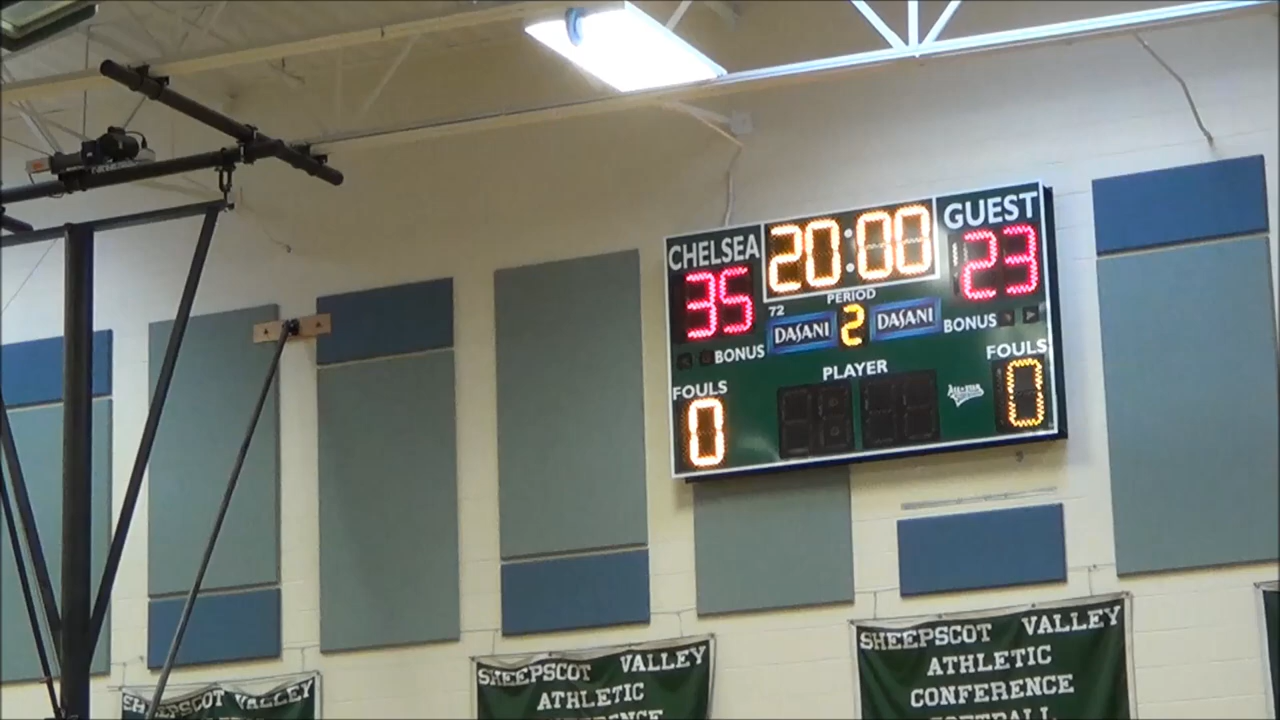 CHELSEA 20:00 GUEST
35 23
PERIOD
72
DASANI 2 DASANI
BONUS BONUS
PLAYER
FOULS FOULS
0 0
SHEEPSCOT VALLEY
SHEEPSCOT VALLEY
ATHLETIC
SHEEPSCOT VALLEY
ATHLETIC
CONFERENCE
SOFTBALL